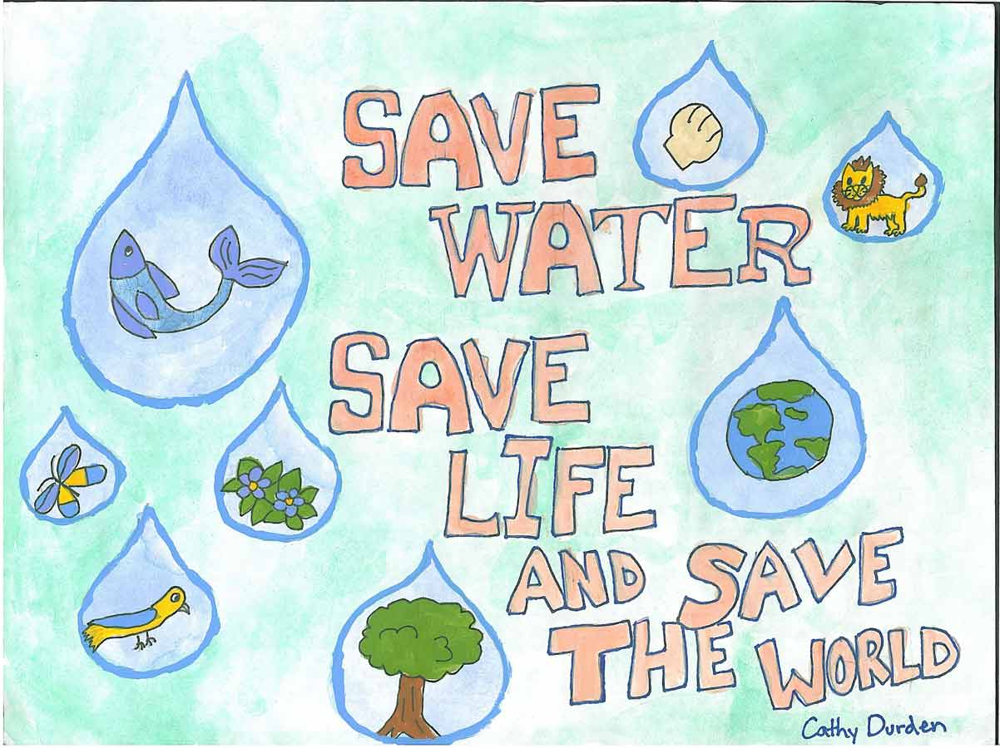 SAVE
WATER
SAVE
LIFE
AND SAVE
THE WORLD
Cathy Durden